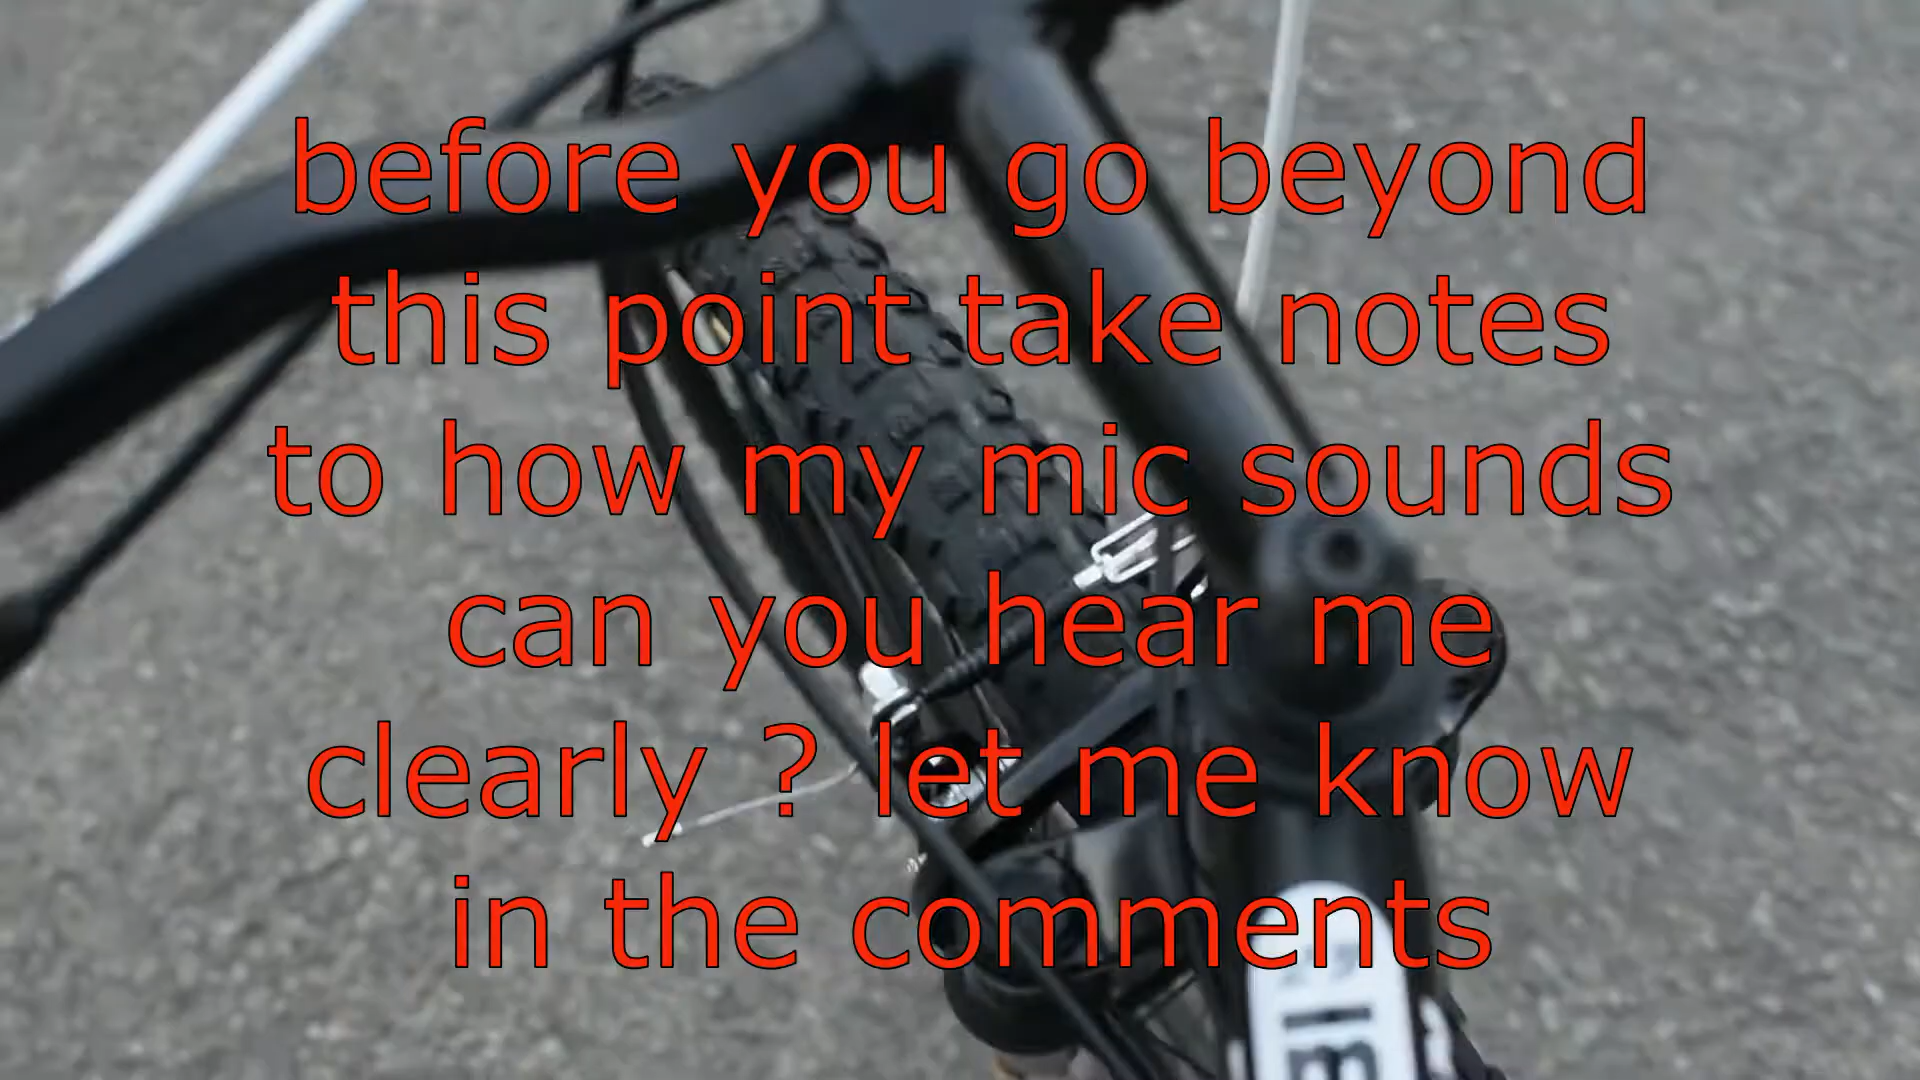 before you go beyond
this point take notes
to how my mic sounds
can you hear me
clearly ? let me know
in the comments